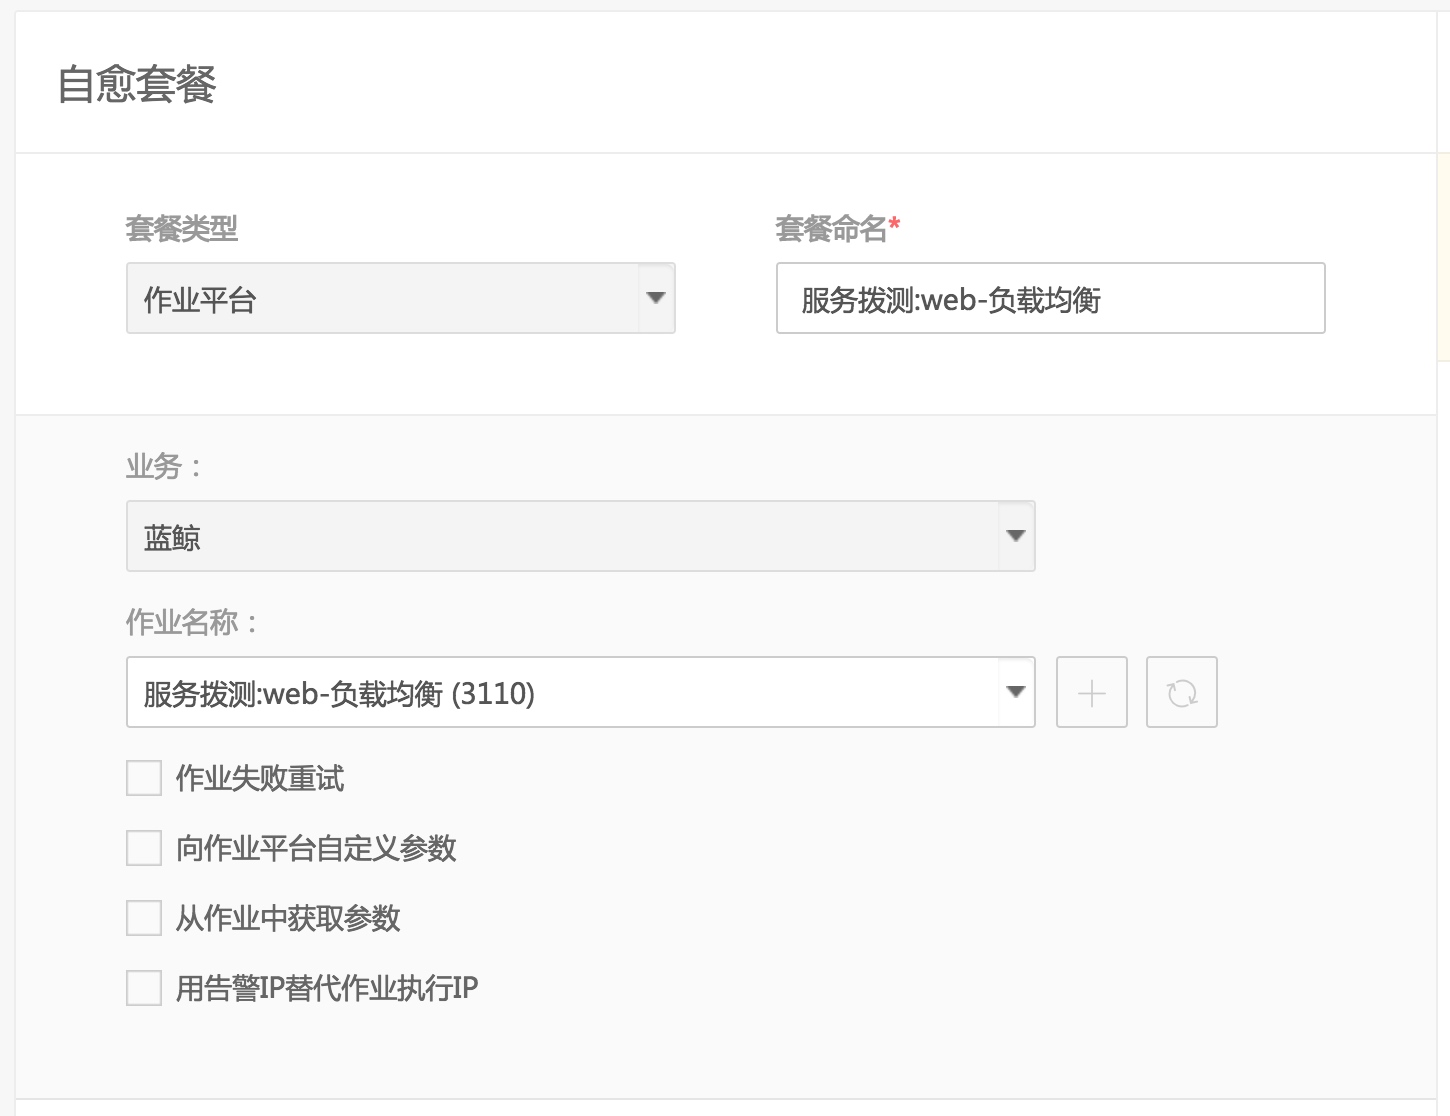 自愈套餐
套餐类型
套餐命名*
作业平台
服务拨测:web-负载均衡
业务：
蓝鲸
作业名称：
服务拨测:web-负载均衡 (3110)
作业失败重试
向作业平台自定义参数
从作业中获取参数
用告警IP替代作业执行IP